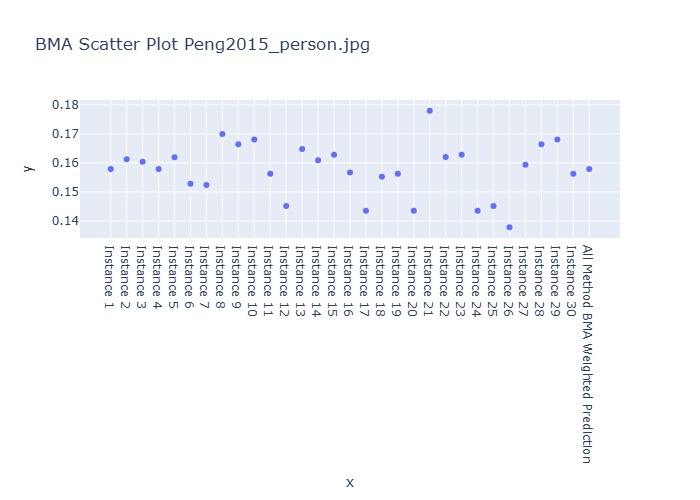 BMA Scatter Plot Peng2015_person.jpg
0.18
0.17
0.16
0.15
0.14
y
Instance 1
Instance 2
Instance 3
Instance 4
Instance 5
Instance 6
Instance 7
Instance 8
Instance 9
Instance 10
Instance 11
Instance 12
Instance 13
Instance 14
Instance 15
Instance 16
Instance 17
Instance 18
Instance 19
Instance 20
Instance 21
Instance 22
Instance 23
Instance 24
Instance 25
Instance 26
Instance 27
Instance 28
Instance 29
Instance 30
All Method BMA Weighted Prediction
x